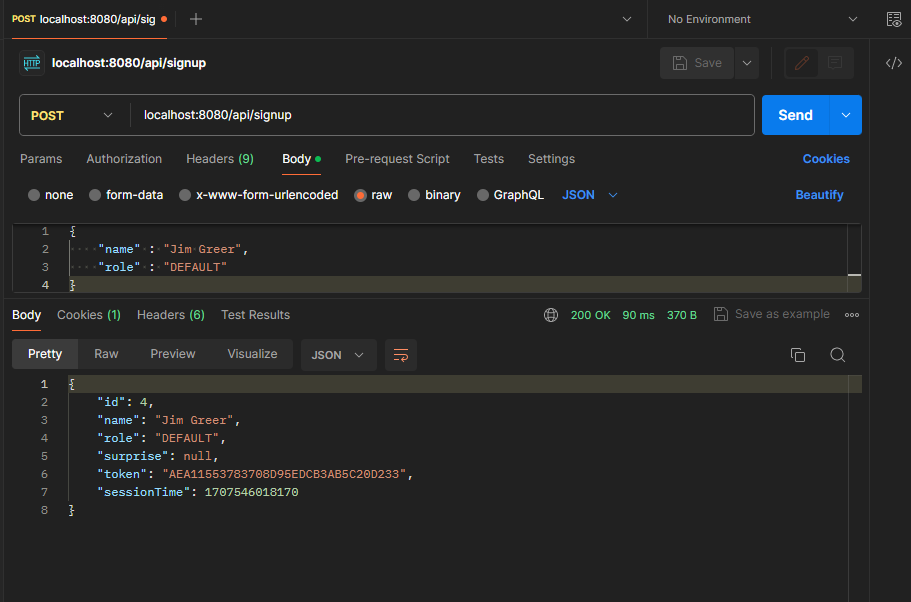 POST localhost:8080/api/sig
No Environment
HTTP localhost:8080/api/signup
Save
POST localhost:8080/api/signup
Send
Params Authorization Headers (9) Body Pre-request Script Tests Settings Cookies
none form-data x-www-form-urlencoded raw binary GraphQL JSON Beautify
1 {
2 "name" : "Jim Greer",
3 "role" : "DEFAULT"
4 }
Body Cookies (1) Headers (6) Test Results 200 OK 90 ms 370 B Save as example
Pretty Raw Preview Visualize JSON
1 {
2 "id": 4,
3 "name": "Jim Greer",
4 "role": "DEFAULT",
5 "surprise": null,
6 "token": "AEA11553783708D95EDCB3AB5C20D233",
7 "sessionTime": 1707546018170
8 }